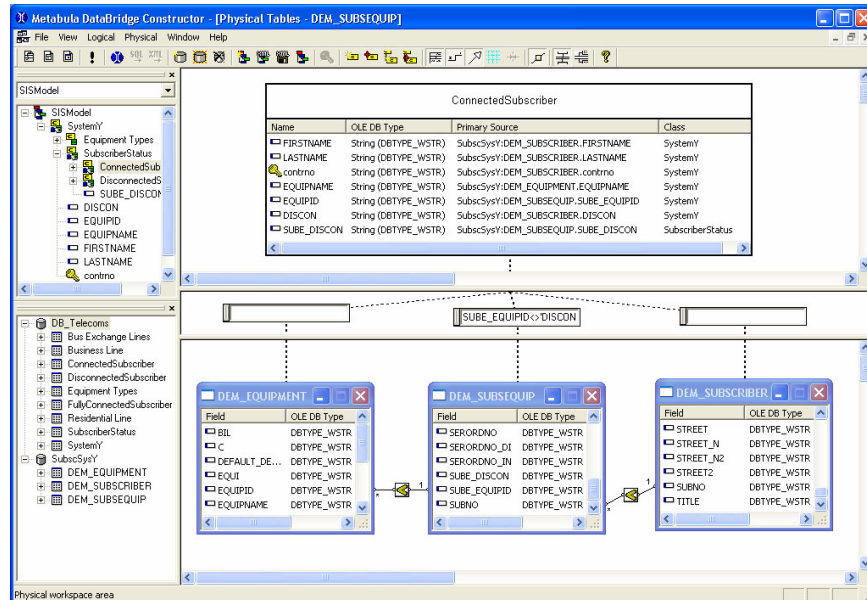 Metabula DataBridge Constructor - [Physical Tables - DEM_SUBSEQUIP]
File View Logical Physical Window Help
SQL XML
SISModel
SISModel
SystemY
Equipment Types
SubscriberStatus
ConnectedSub
DisconnectedS
SUBE_DISCON
DISCON
EQUIPID
EQUIPNAME
FIRSTNAME
LASTNAME
contrno
ConnectedSubscriber
Name OLE DB Type Primary Source Class
FIRSTNAME String (DBTYPE_WSTR) SubscSysY:DEM_SUBSCRIBER.FIRSTNAME SystemY
LASTNAME String (DBTYPE_WSTR) SubscSysY:DEM_SUBSCRIBER.LASTNAME SystemY
contrno String (DBTYPE_WSTR) SubscSysY:DEM_SUBSCRIBER.contrno SystemY
EQUIPNAME String (DBTYPE_WSTR) SubscSysY:DEM_EQUIPMENT.EQUIPNAME SystemY
EQUIPID String (DBTYPE_WSTR) SubscSysY:DEM_SUBSEQUIP.SUBE_EQUIPID SystemY
DISCON String (DBTYPE_WSTR) SubscSysY:DEM_SUBSCRIBER.DISCON SystemY
SUBE_DISCON String (DBTYPE_WSTR) SubscSysY:DEM_SUBSEQUIP.SUBE_DISCON SubscriberStatus
SUBE_EQUIPID<>'DISCON
DB_Telecoms
Bus Exchange Lines
Business Line
ConnectedSubscriber
DisconnectedSubscriber
Equipment Types
FullyConnectedSubscriber
Residential Line
SubscriberStatus
SystemY
SubscSysY
DEM_EQUIPMENT
DEM_SUBSCRIBER
DEM_SUBSEQUIP
DEM_EQUIPMENT
Field OLE DB Type
BIL DBTYPE_WSTR
C DBTYPE_WSTR
DEFAULT_DE... DBTYPE_WSTR
EQUI DBTYPE_WSTR
EQUIPID DBTYPE_WSTR
EQUIPNAME DBTYPE_WSTR
* 1
DEM_SUBSEQUIP
Field OLE DB Type
SERORDNO DBTYPE_WSTR
SERORDNO_DI DBTYPE_WSTR
SERORDNO_IN DBTYPE_WSTR
SUBE_DISCON DBTYPE_WSTR
SUBE_EQUIPID DBTYPE_WSTR
SUBNO DBTYPE_WSTR
* 1
DEM_SUBSCRIBER
Field OLE DB Type
STREET DBTYPE_WSTR
STREET_N DBTYPE_WSTR
STREET_N2 DBTYPE_WSTR
STREET2 DBTYPE_WSTR
SUBNO DBTYPE_WSTR
TITLE DBTYPE_WSTR
Physical workspace area